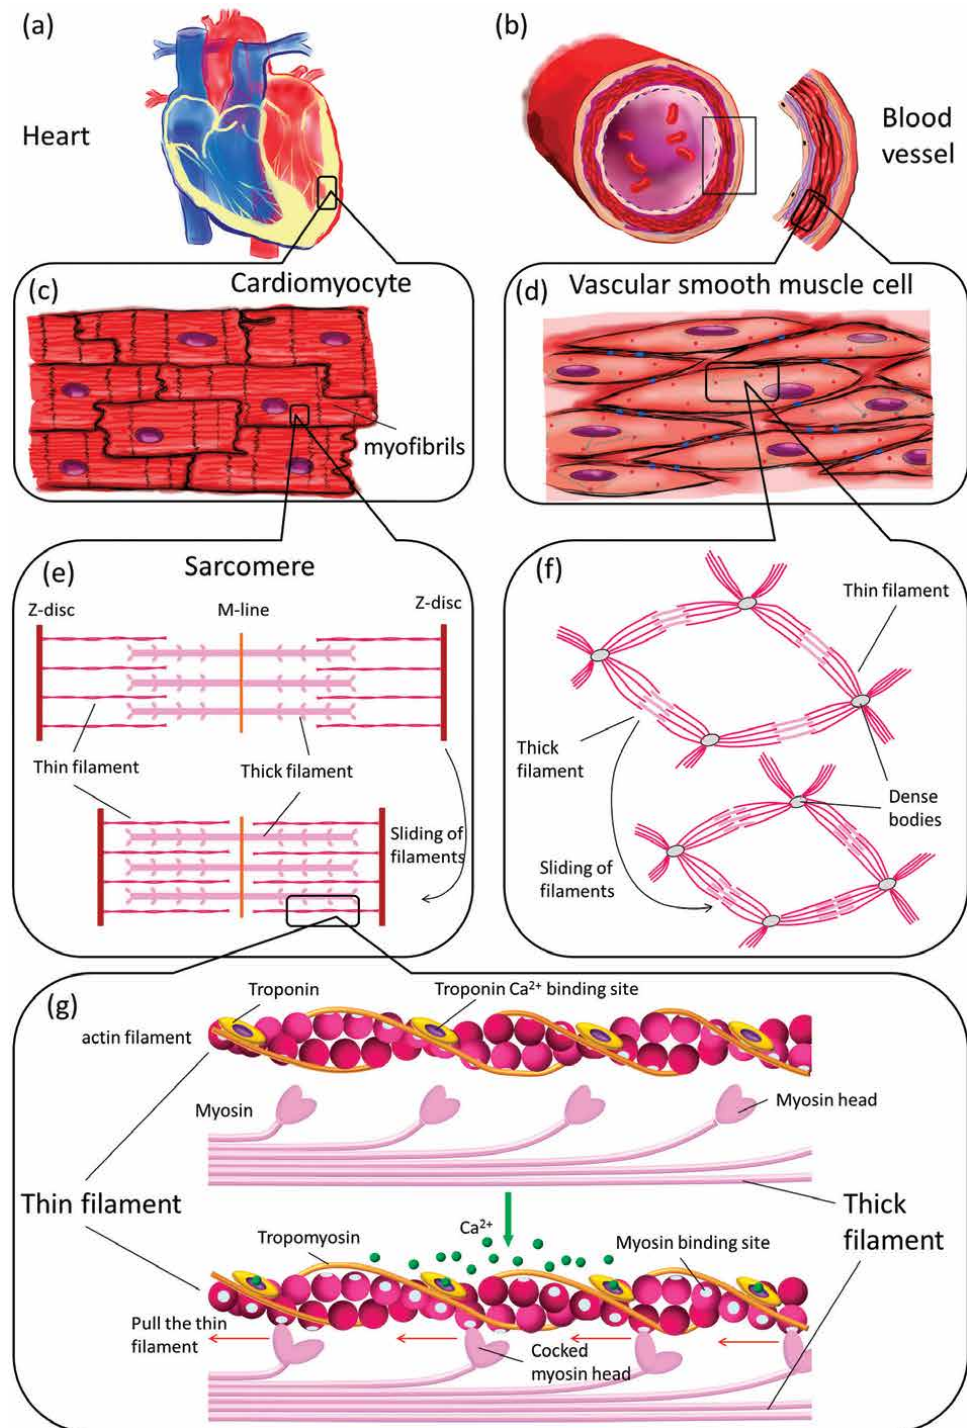 (a)
Heart
(b)
Blood
vessel
(c)
Cardiomyocyte
myofibrils
(d)
Vascular smooth muscle cell
(e)
Sarcomere
Z-disc
M-line
Z-disc
Thin filament
Thick filament
Sliding of
filaments
(f)
Thin filament
Thick
filament
Dense
bodies
Sliding of
filaments
(g)
Troponin
Troponin Ca²⁺ binding site
actin filament
Myosin
Myosin head
Thin filament
Thick
filament
Ca²⁺
Tropomyosin
Myosin binding site
Pull the thin
filament
Cocked
myosin head